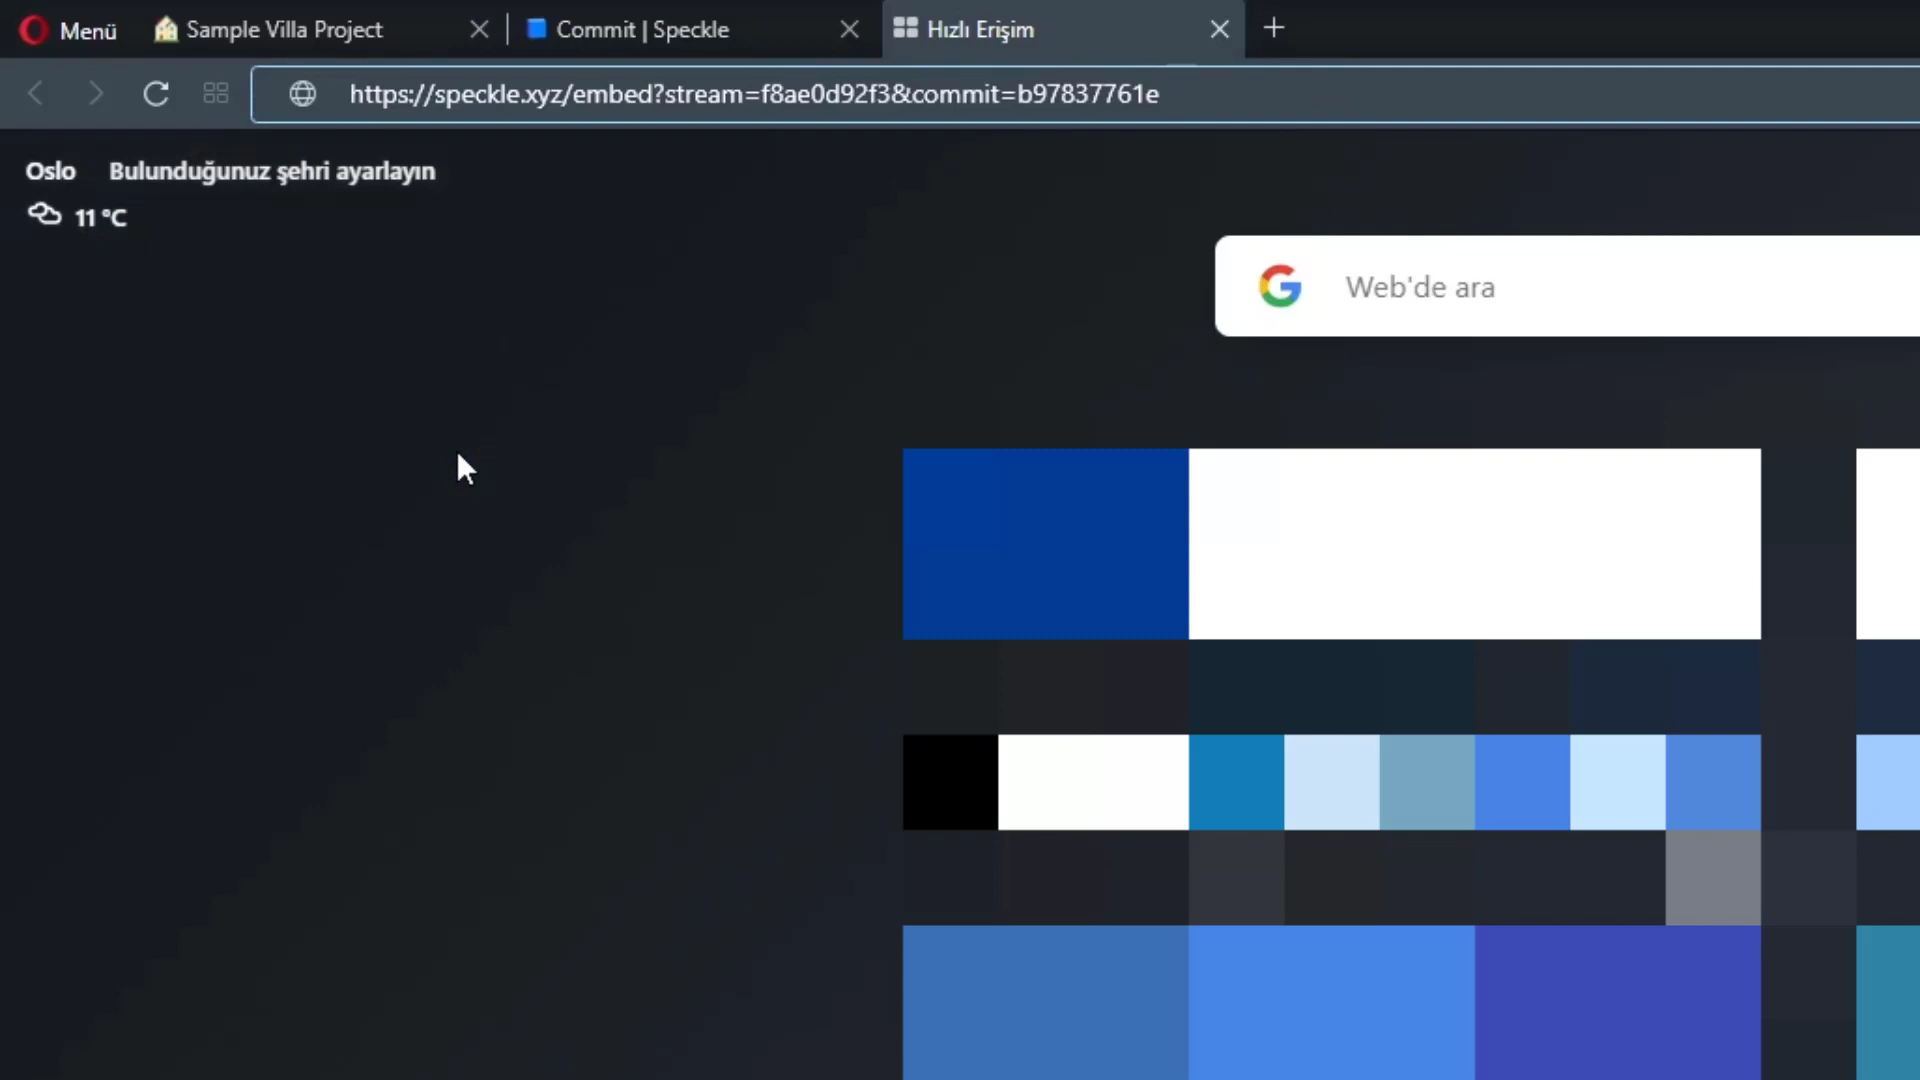 Menü
Sample Villa Project
Commit | Speckle
Hızlı Erişim
https://speckle.xyz/embed?stream=f8ae0d92f3&commit=b97837761e
Oslo Bulunduğunuz şehri ayarlayın
11 °C
Web'de ara